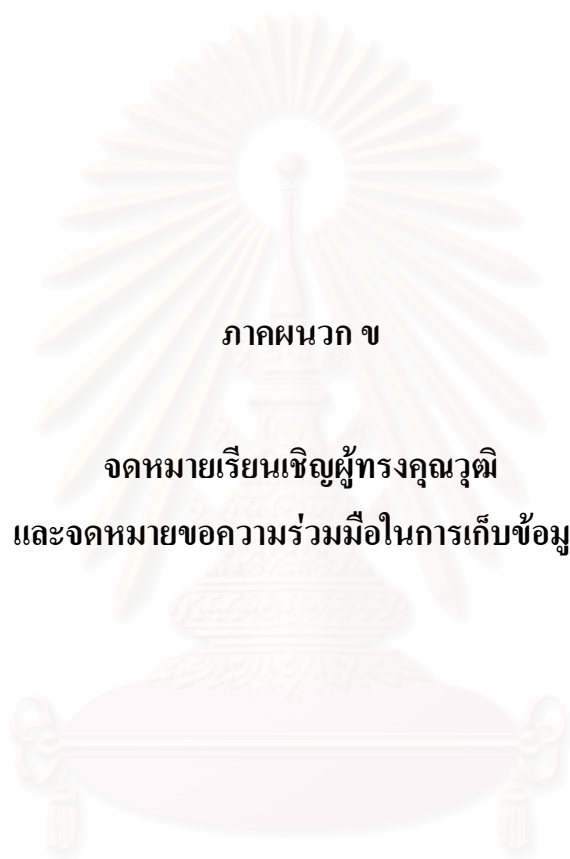 ภาคผนวก ข
จดหมายเรียนเชิญผู้ทรงคุณวุฒิ
และจดหมายขอความร่วมมือในการเก็บข้อมู